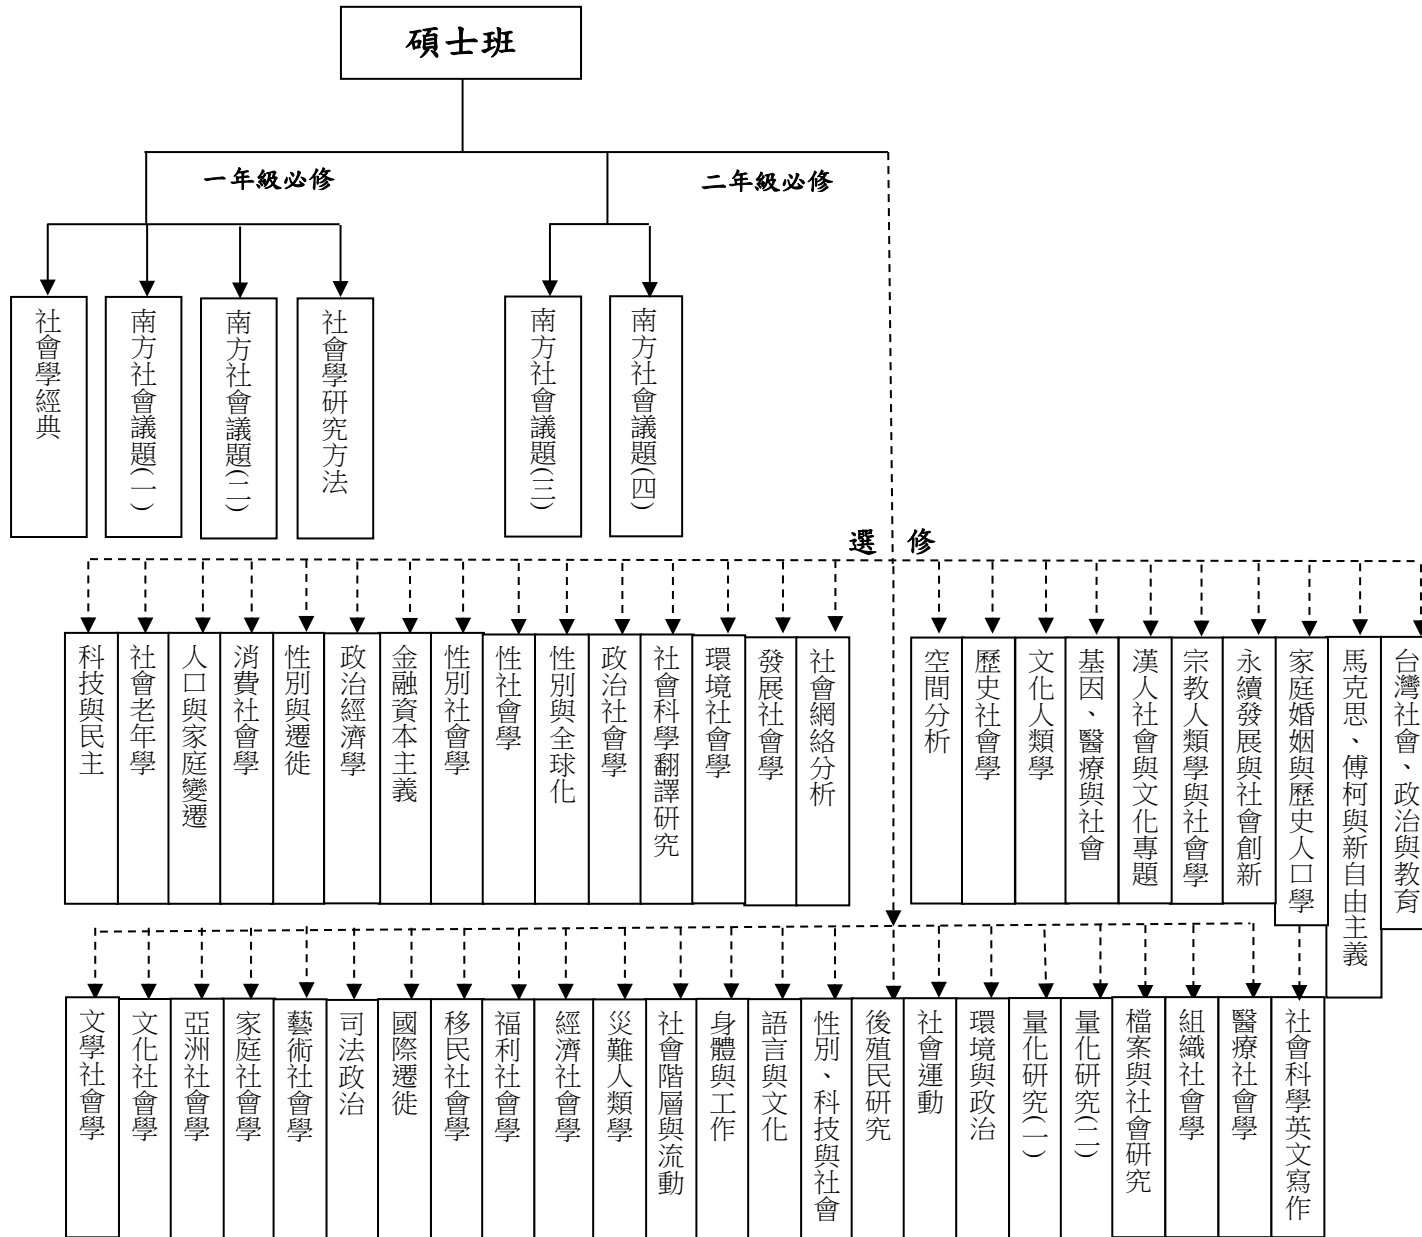 碩士班
一年級必修
二年級必修
社會學經典
南方社會議題(一)
南方社會議題(二)
社會學研究方法
南方社會議題(三)
南方社會議題(四)
選 修
科技與民主
社會老年學
人口與家庭變遷
消費社會學
性別與遷徙
政治經濟學
金融資本主義
性別社會學
性社會學
性別與全球化
政治社會學
社會科學翻譯研究
環境社會學
發展社會學
社會網絡分析
空間分析
歷史社會學
文化人類學
基因、醫療與社會
漢人社會與文化專題
宗教人類學與社會學
永續發展與社會創新
家庭婚姻與歷史人口學
馬克思、傅柯與新自由主義
台灣社會、政治與教育
文學社會學
文化社會學
亞洲社會學
家庭社會學
藝術社會學
司法政治
國際遷徙
移民社會學
福利社會學
經濟社會學
災難人類學
社會階層與流動
身體與工作
語言與文化
性別、科技與社會
後殖民研究
社會運動
環境與政治
量化研究(一)
量化研究(二)
檔案與社會研究
組織社會學
醫療社會學
社會科學英文寫作